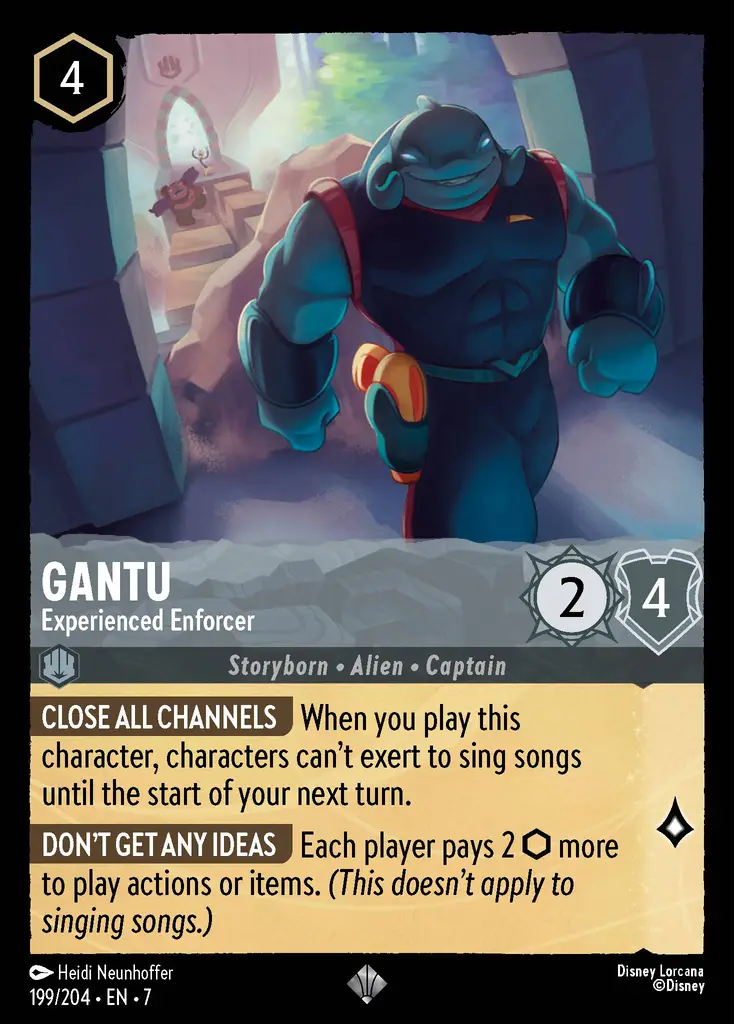 4
GANTU
Experienced Enforcer
2
4
Storyborn • Alien • Captain
CLOSE ALL CHANNELS When you play this
character, characters can't exert to sing songs
until the start of your next turn.
DON'T GET ANY IDEAS Each player pays 2 ⬡ more
to play actions or items. (This doesn't apply to
singing songs.)
Heidi Neunhoffer
199/204 • EN • 7
Disney Lorcana
©Disney